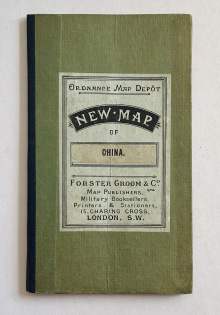 ORDNANCE MAP DEPÔT
NEW·MAP
OF
CHINA.
FORSTER GROOM & Co
MAP PUBLISHERS,
Military Booksellers,
Printers & Stationers,
15, CHARING CROSS,
LONDON, S.W.